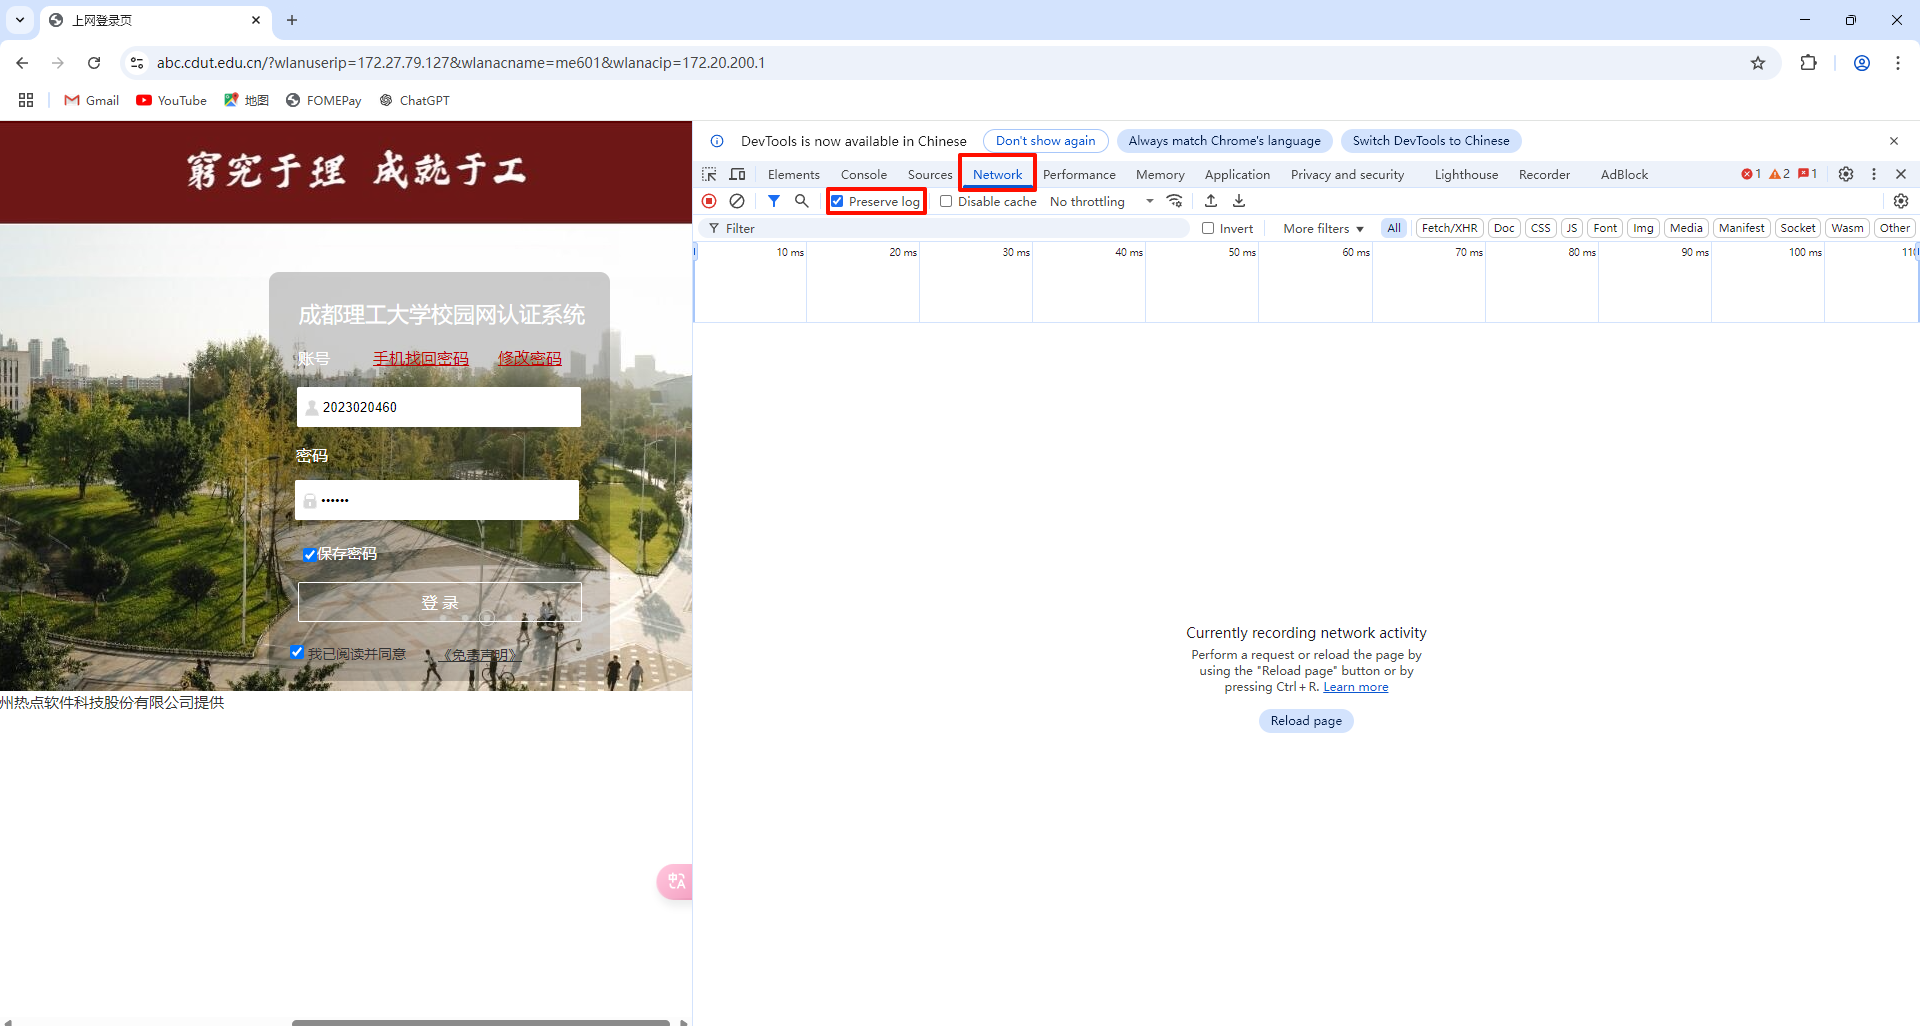 上网登录页
abc.cdut.edu.cn/?wlanuserip=172.27.79.127&wlanacname=me601&wlanacip=172.20.200.1
Gmail YouTube 地图 FOMEPay ChatGPT
窮究于理 成就于工
成都理工大学校园网认证系统
账号 手机找回密码 修改密码
2023020460
密码
••••••
保存密码
登 录
我已阅读并同意 《免责声明》
州热点软件科技股份有限公司提供
DevTools is now available in Chinese Don't show again Always match Chrome's language Switch DevTools to Chinese
Elements Console Sources Network Performance Memory Application Privacy and security Lighthouse Recorder AdBlock 1 2 1
Preserve log Disable cache No throttling
Filter Invert More filters All Fetch/XHR Doc CSS JS Font Img Media Manifest Socket Wasm Other
10 ms 20 ms 30 ms 40 ms 50 ms 60 ms 70 ms 80 ms 90 ms 100 ms 110
Currently recording network activity
Perform a request or reload the page by
using the "Reload page" button or by
pressing Ctrl+R. Learn more
Reload page
中A